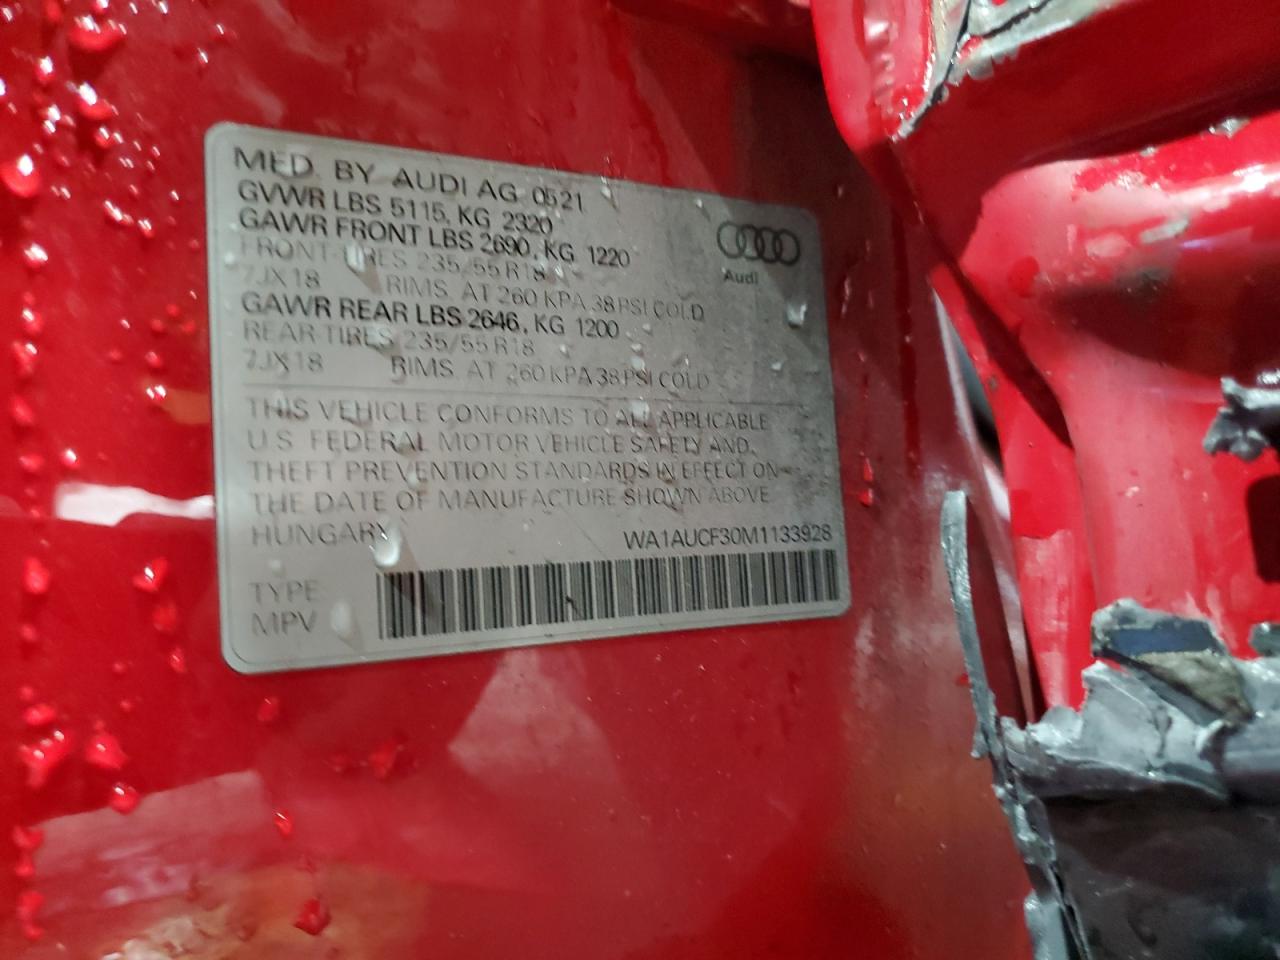 MFD. BY AUDI AG 0521
GVWR LBS 5115, KG 2320
GAWR FRONT LBS 2690, KG 1220
FRONT-TIRES 235/55 R18
7JX18 RIMS. AT 260 KPA 38 PSI COLD
GAWR REAR LBS 2646, KG 1200
REAR-TIRES 235/55 R18
7JX18 RIMS. AT 260 KPA 38 PSI COLD
Audi
THIS VEHICLE CONFORMS TO ALL APPLICABLE
U.S. FEDERAL MOTOR VEHICLE SAFETY AND
THEFT PREVENTION STANDARDS IN EFFECT ON
THE DATE OF MANUFACTURE SHOWN ABOVE
HUNGARY WA1AUCF30M1133928
TYPE
MPV